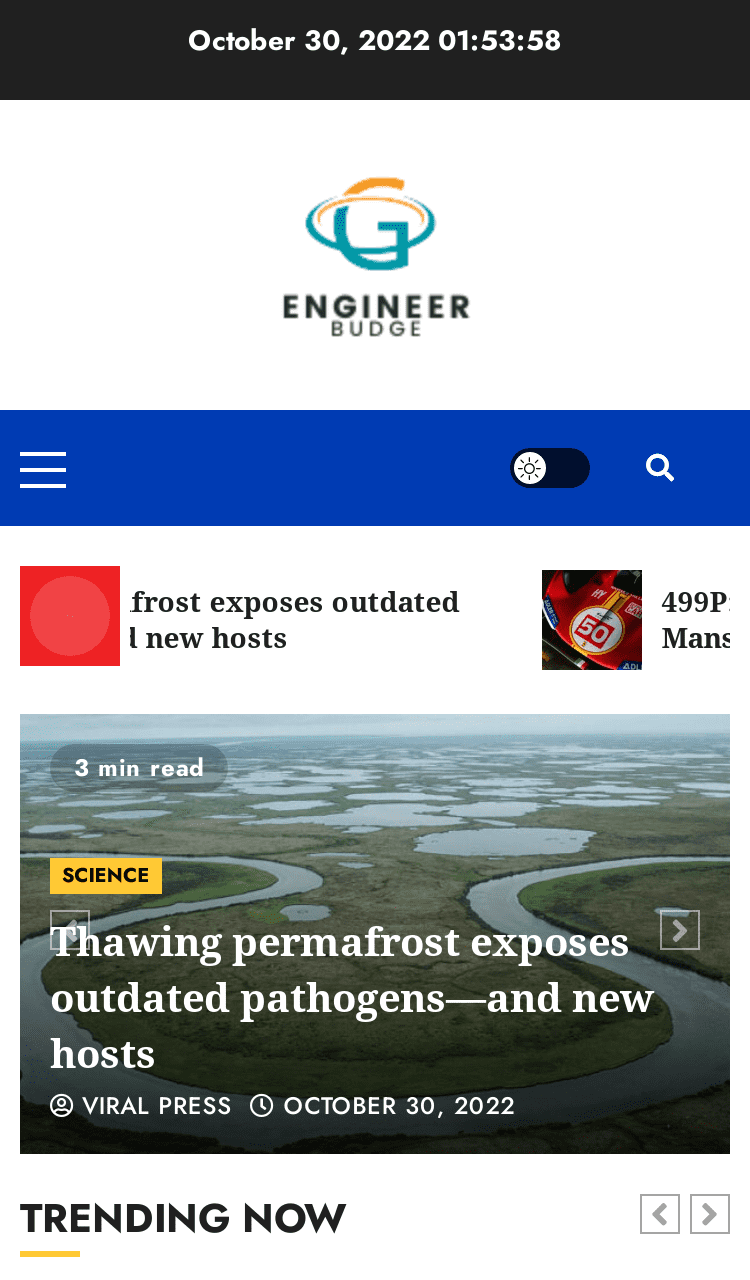 October 30, 2022 01:53:58
ENGINEER
BUDGE
frost exposes outdated
new hosts
50
499P:
3 min read
SCIENCE
Thawing permafrost exposes
outdated pathogens—and new
hosts
VIRAL PRESS OCTOBER 30, 2022
TRENDING NOW